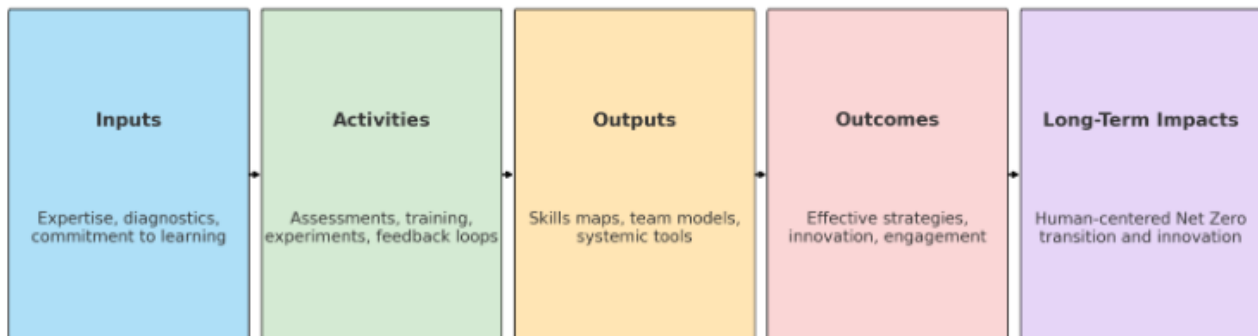 Inputs
Expertise, diagnostics,
commitment to learning
Activities
Assessments, training,
experiments, feedback loops
Outputs
Skills maps, team models,
systemic tools
Outcomes
Effective strategies,
innovation, engagement
Long-Term Impacts
Human-centered Net Zero
transition and innovation